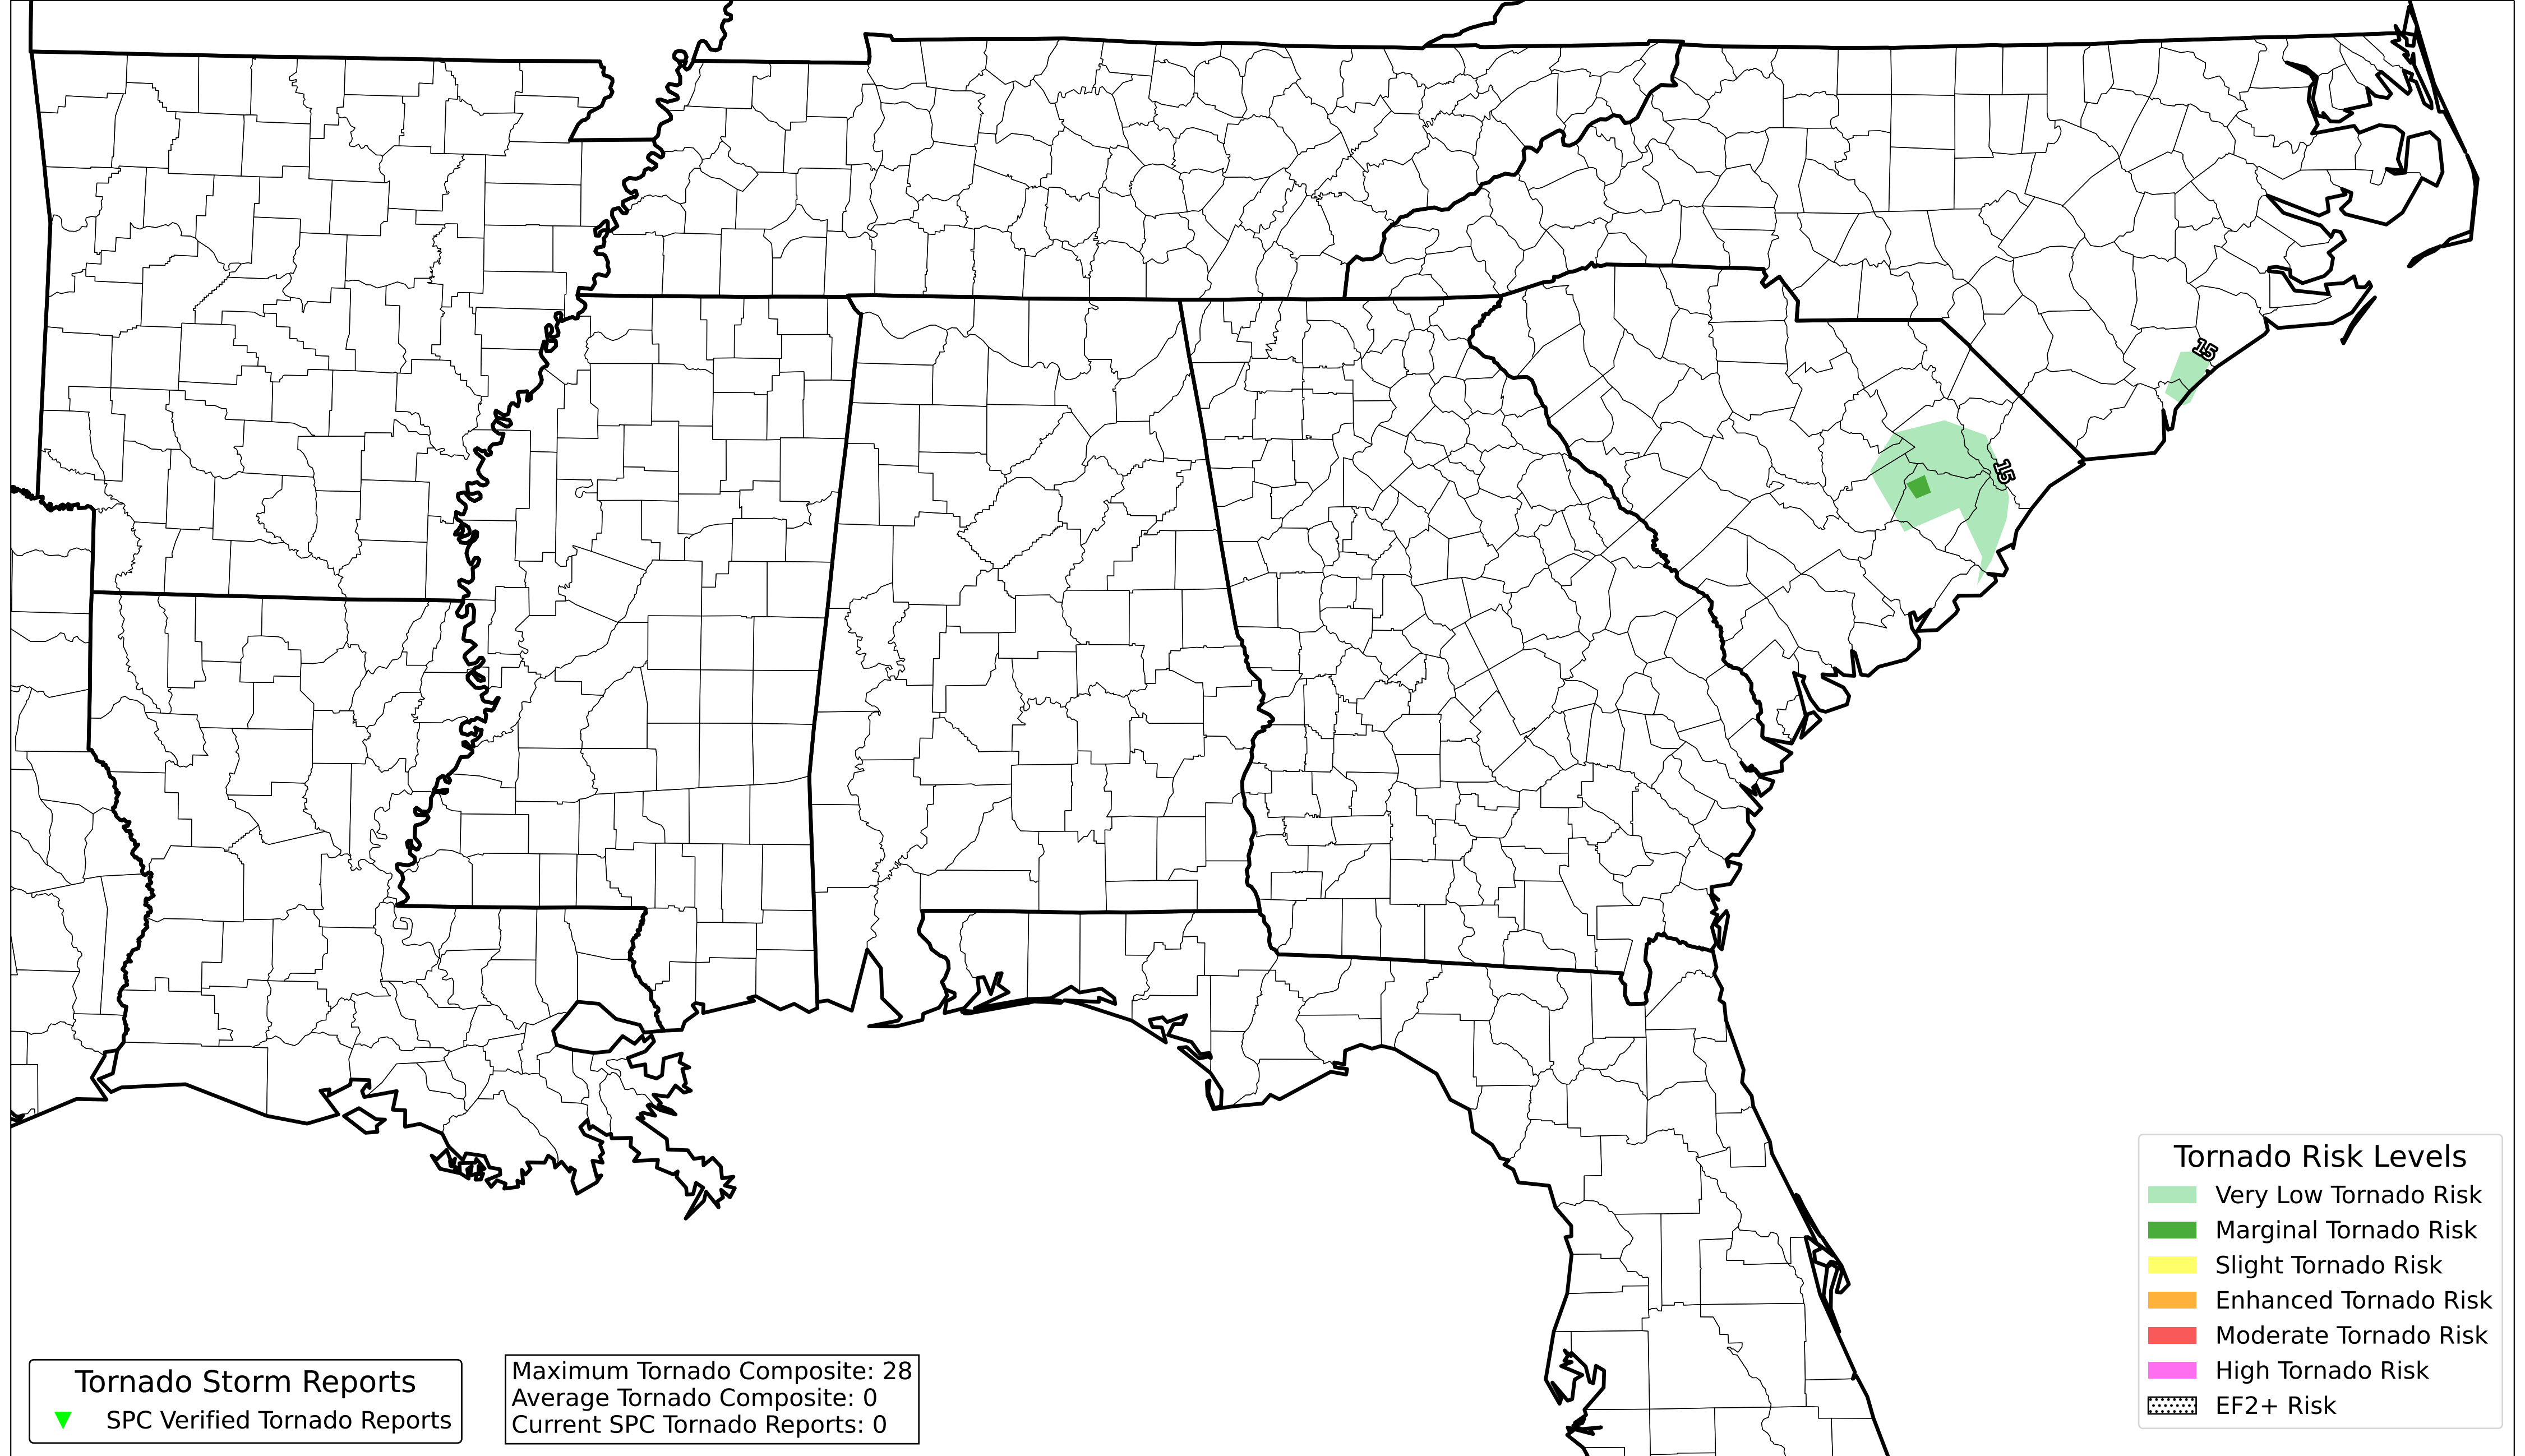 15
15
Tornado Risk Levels
Very Low Tornado Risk
Marginal Tornado Risk
Slight Tornado Risk
Enhanced Tornado Risk
Moderate Tornado Risk
High Tornado Risk
EF2+ Risk
Tornado Storm Reports
SPC Verified Tornado Reports
Maximum Tornado Composite: 28
Average Tornado Composite: 0
Current SPC Tornado Reports: 0